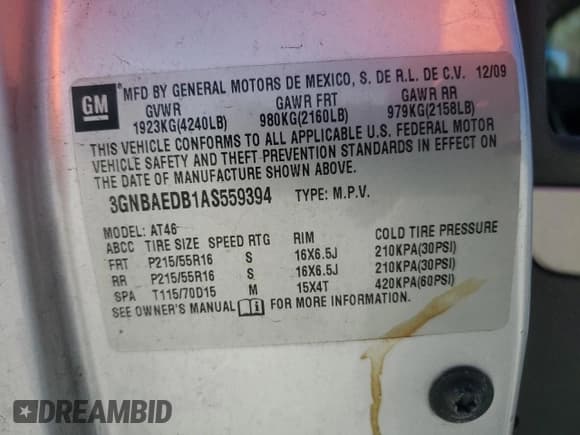 GM
MFD BY GENERAL MOTORS DE MEXICO, S. DE R.L. DE C.V. 12/09
GVWR GAWR FRT GAWR RR
1923KG(4240LB) 980KG(2160LB) 979KG(2158LB)
THIS VEHICLE CONFORMS TO ALL APPLICABLE U.S. FEDERAL MOTOR
VEHICLE SAFETY AND THEFT PREVENTION STANDARDS IN EFFECT ON
THE DATE OF MANUFACTURE SHOWN ABOVE.
3GNBAEDB1AS559394 TYPE: M.P.V.
MODEL: AT46
ABCC TIRE SIZE SPEED RTG RIM COLD TIRE PRESSURE
FRT P215/55R16 S 16X6.5J 210KPA(30PSI)
RR P215/55R16 S 16X6.5J 210KPA(30PSI)
SPA T115/70D15 M 15X4T 420KPA(60PSI)
SEE OWNER'S MANUAL FOR MORE INFORMATION.
DREAMBID